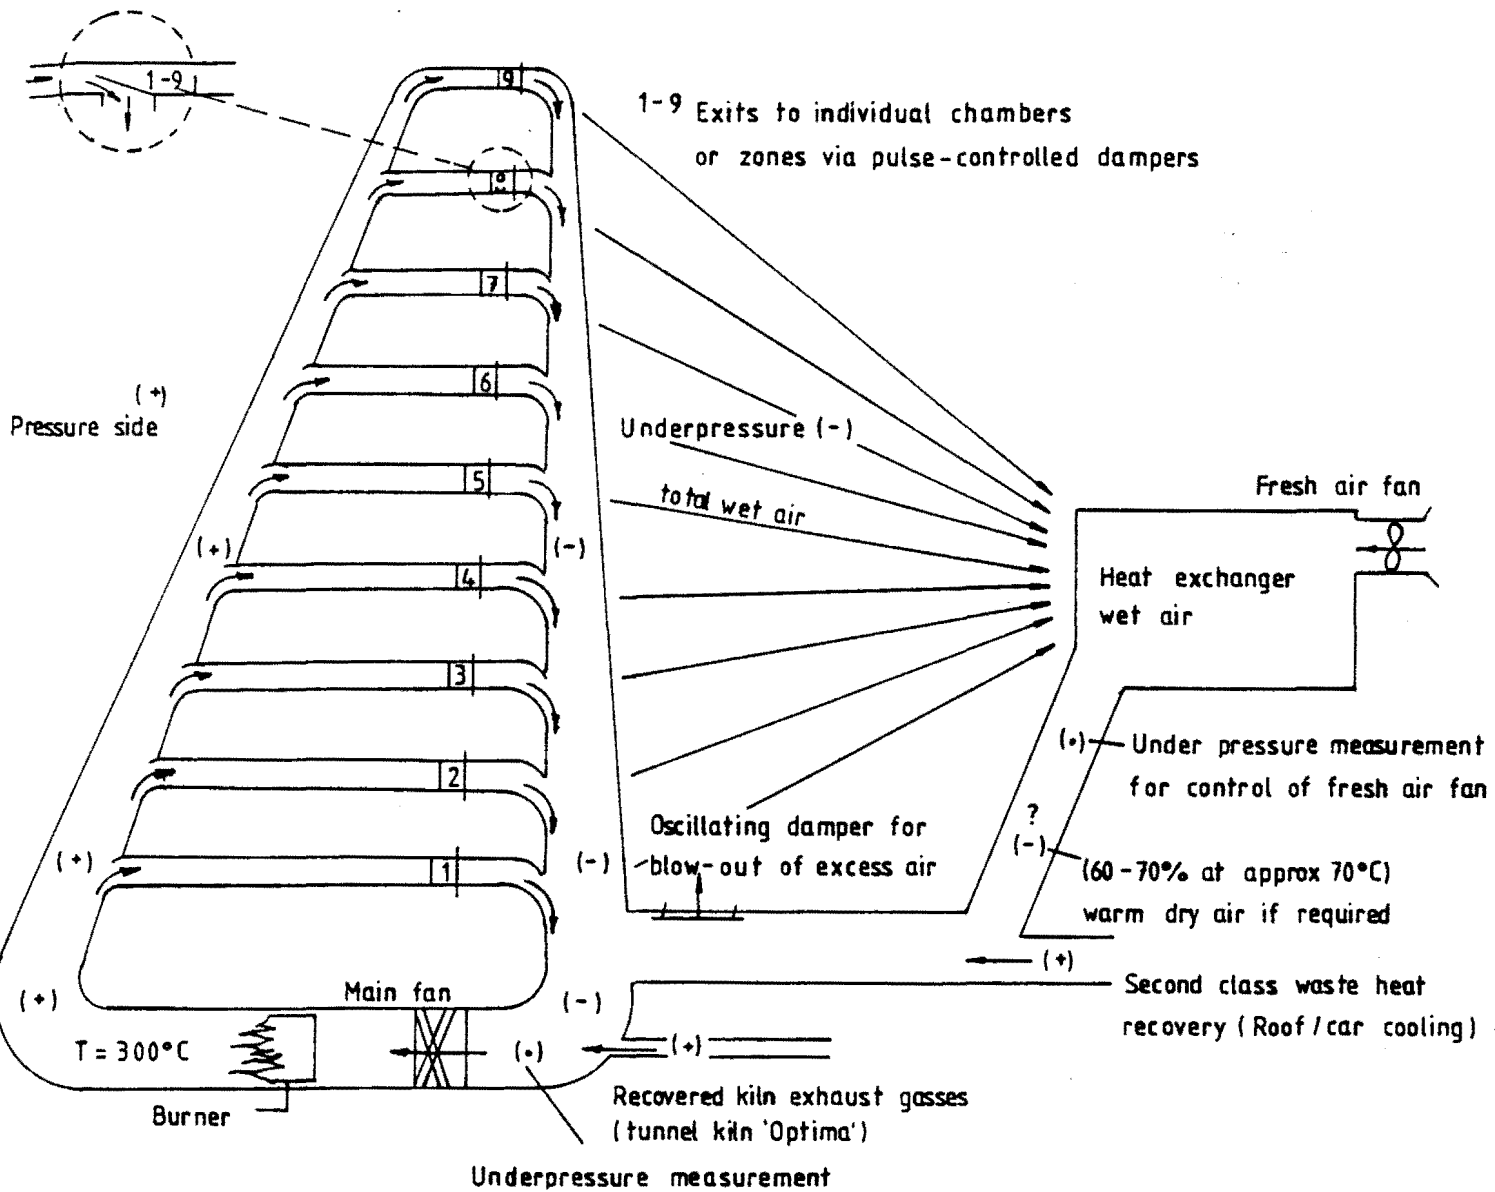 1-9
9
1-9 Exits to individual chambers
or zones via pulse-controlled dampers
8
7
6
(+)
Pressure side
Underpressure (-)
5
total wet air
Fresh air fan
(+)
(-)
4
Heat exchanger
wet air
3
(•) Under pressure measurement
for control of fresh air fan
2
?
(-)
(60-70% at approx 70°C)
warm dry air if required
Oscillating damper for
blow-out of excess air
(+)
1
(-)
(+)
(+)
Main fan
(-)
Second class waste heat
recovery (Roof/car cooling)
T = 300°C
(•)
(+)
Burner
Recovered kiln exhaust gasses
(tunnel kiln 'Optima')
Underpressure measurement